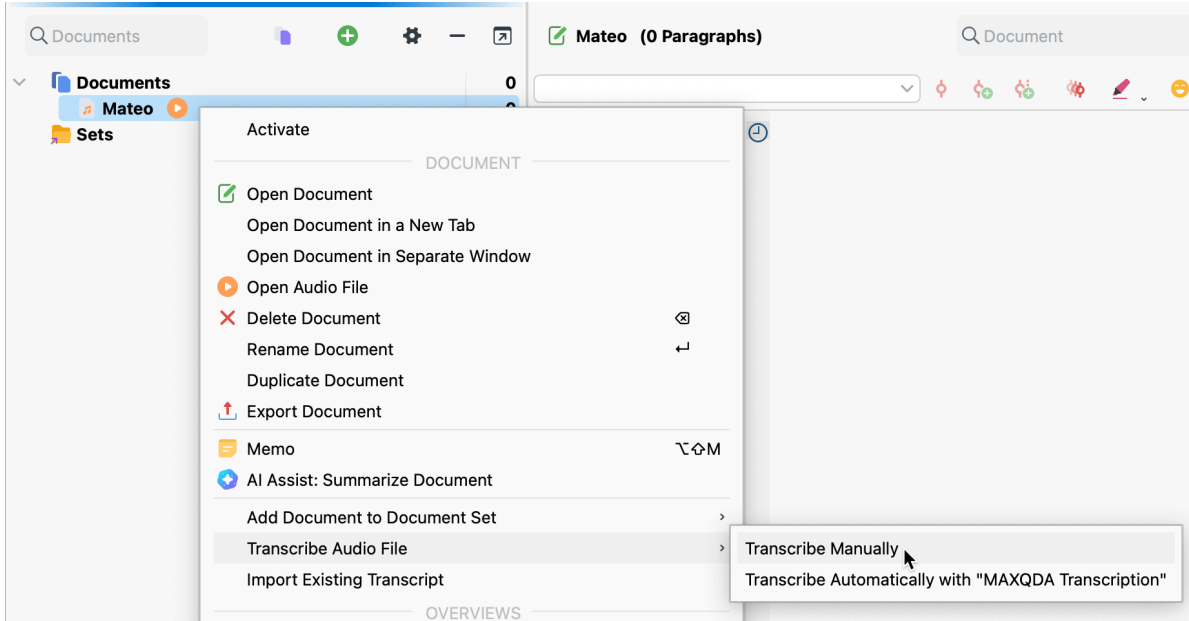 Documents
Mateo (0 Paragraphs)
Document
Documents 0
Mateo
Sets
Activate
DOCUMENT
Open Document
Open Document in a New Tab
Open Document in Separate Window
Open Audio File
Delete Document ⌫
Rename Document ↵
Duplicate Document
Export Document
Memo ⌥⇧M
AI Assist: Summarize Document
Add Document to Document Set ›
Transcribe Audio File ›
Transcribe Manually
Transcribe Automatically with "MAXQDA Transcription"
Import Existing Transcript
OVERVIEWS